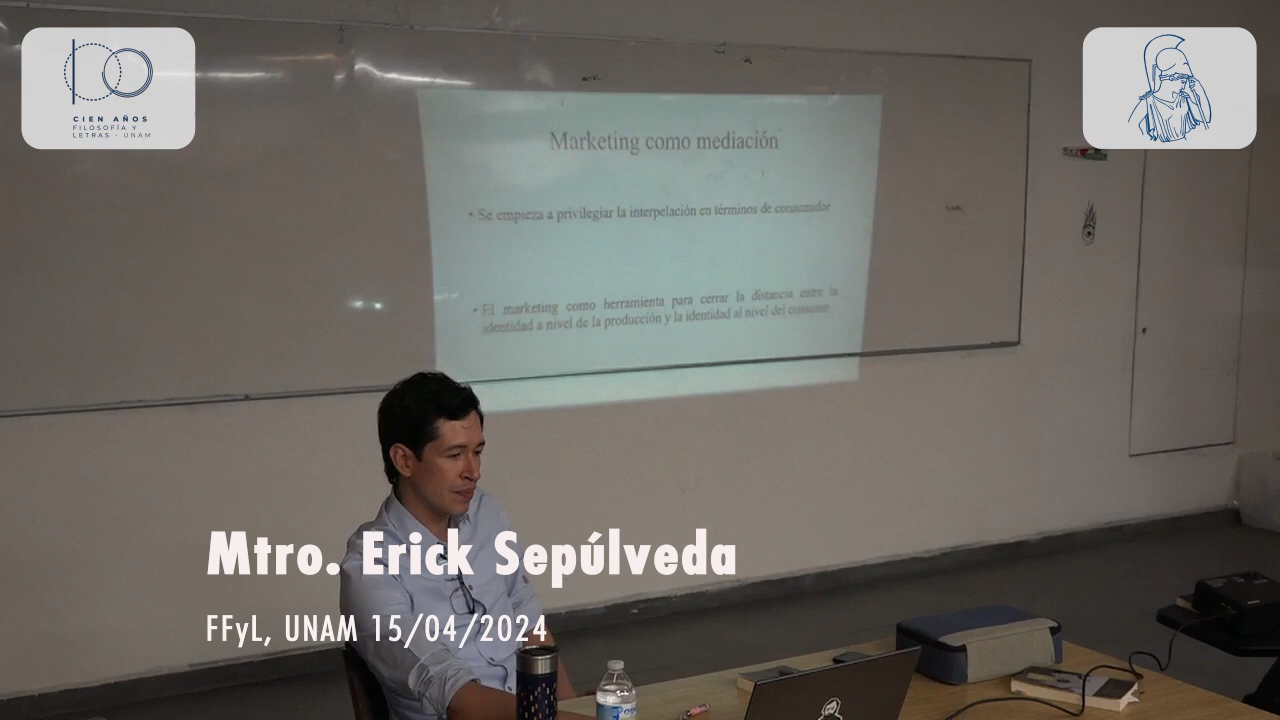 CIEN AÑOS
FILOSOFÍA Y
LETRAS - UNAM
Marketing como mediación
• Se empieza a privilegiar la interpelación en términos de consumidor
• El marketing como herramienta para cerrar la distancia entre la
identidad a nivel de la producción y la identidad al nivel del consumo
Mtro. Erick Sepúlveda
FFyL, UNAM 15/04/2024